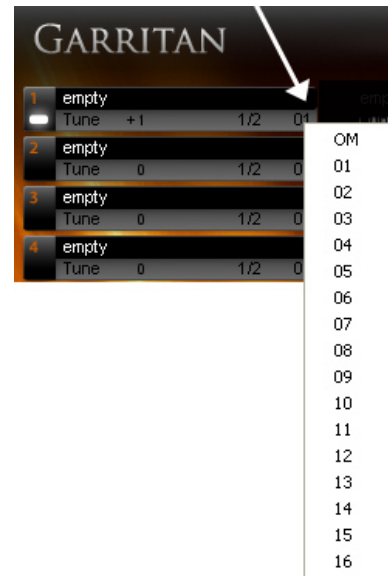 GARRITAN
1 empty
Tune +1 1/2 01
2 empty
Tune 0 1/2 0
3 empty
Tune 0 1/2 0
4 empty
Tune 0 1/2 0
OM
01
02
03
04
05
06
07
08
09
10
11
12
13
14
15
16